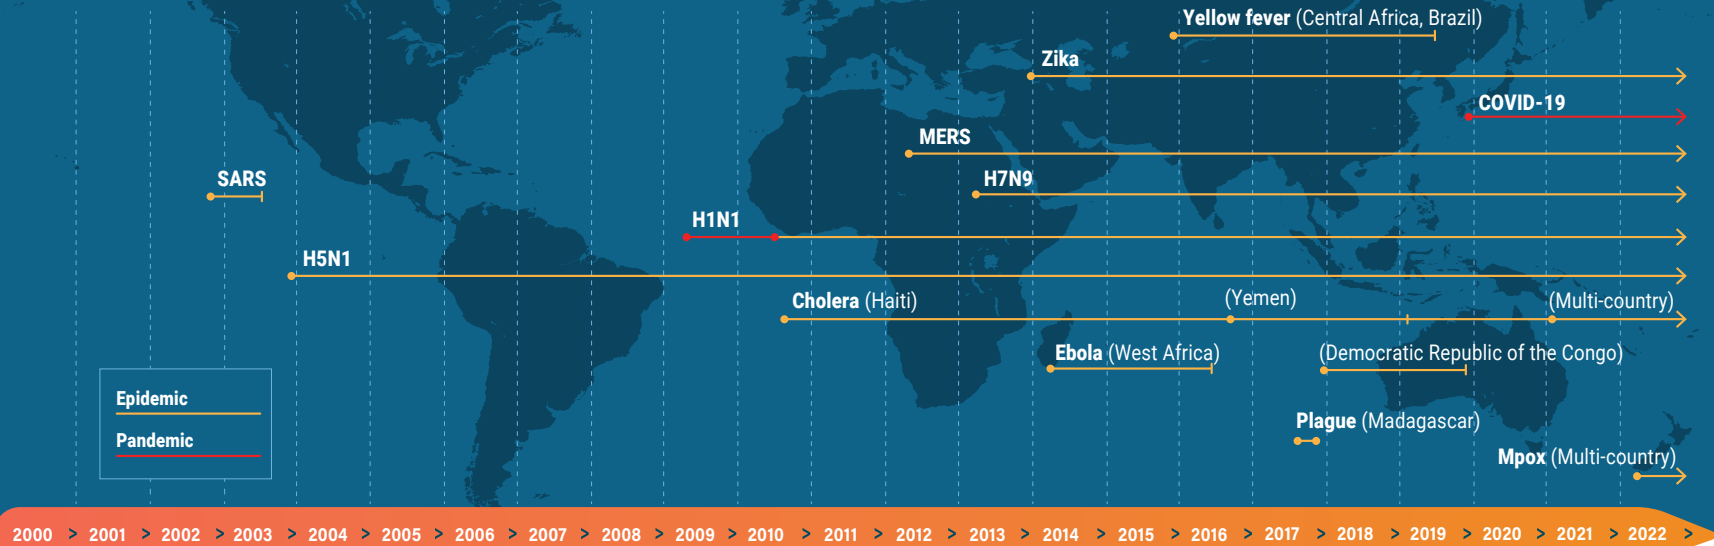 Yellow fever (Central Africa, Brazil)
Zika
COVID-19
MERS
SARS
H7N9
H1N1
H5N1
Cholera (Haiti)
(Yemen)
(Multi-country)
Ebola (West Africa)
(Democratic Republic of the Congo)
Epidemic
Pandemic
Plague (Madagascar)
Mpox (Multi-country)
2000 > 2001 > 2002 > 2003 > 2004 > 2005 > 2006 > 2007 > 2008 > 2009 > 2010 > 2011 > 2012 > 2013 > 2014 > 2015 > 2016 > 2017 > 2018 > 2019 > 2020 > 2021 > 2022 >